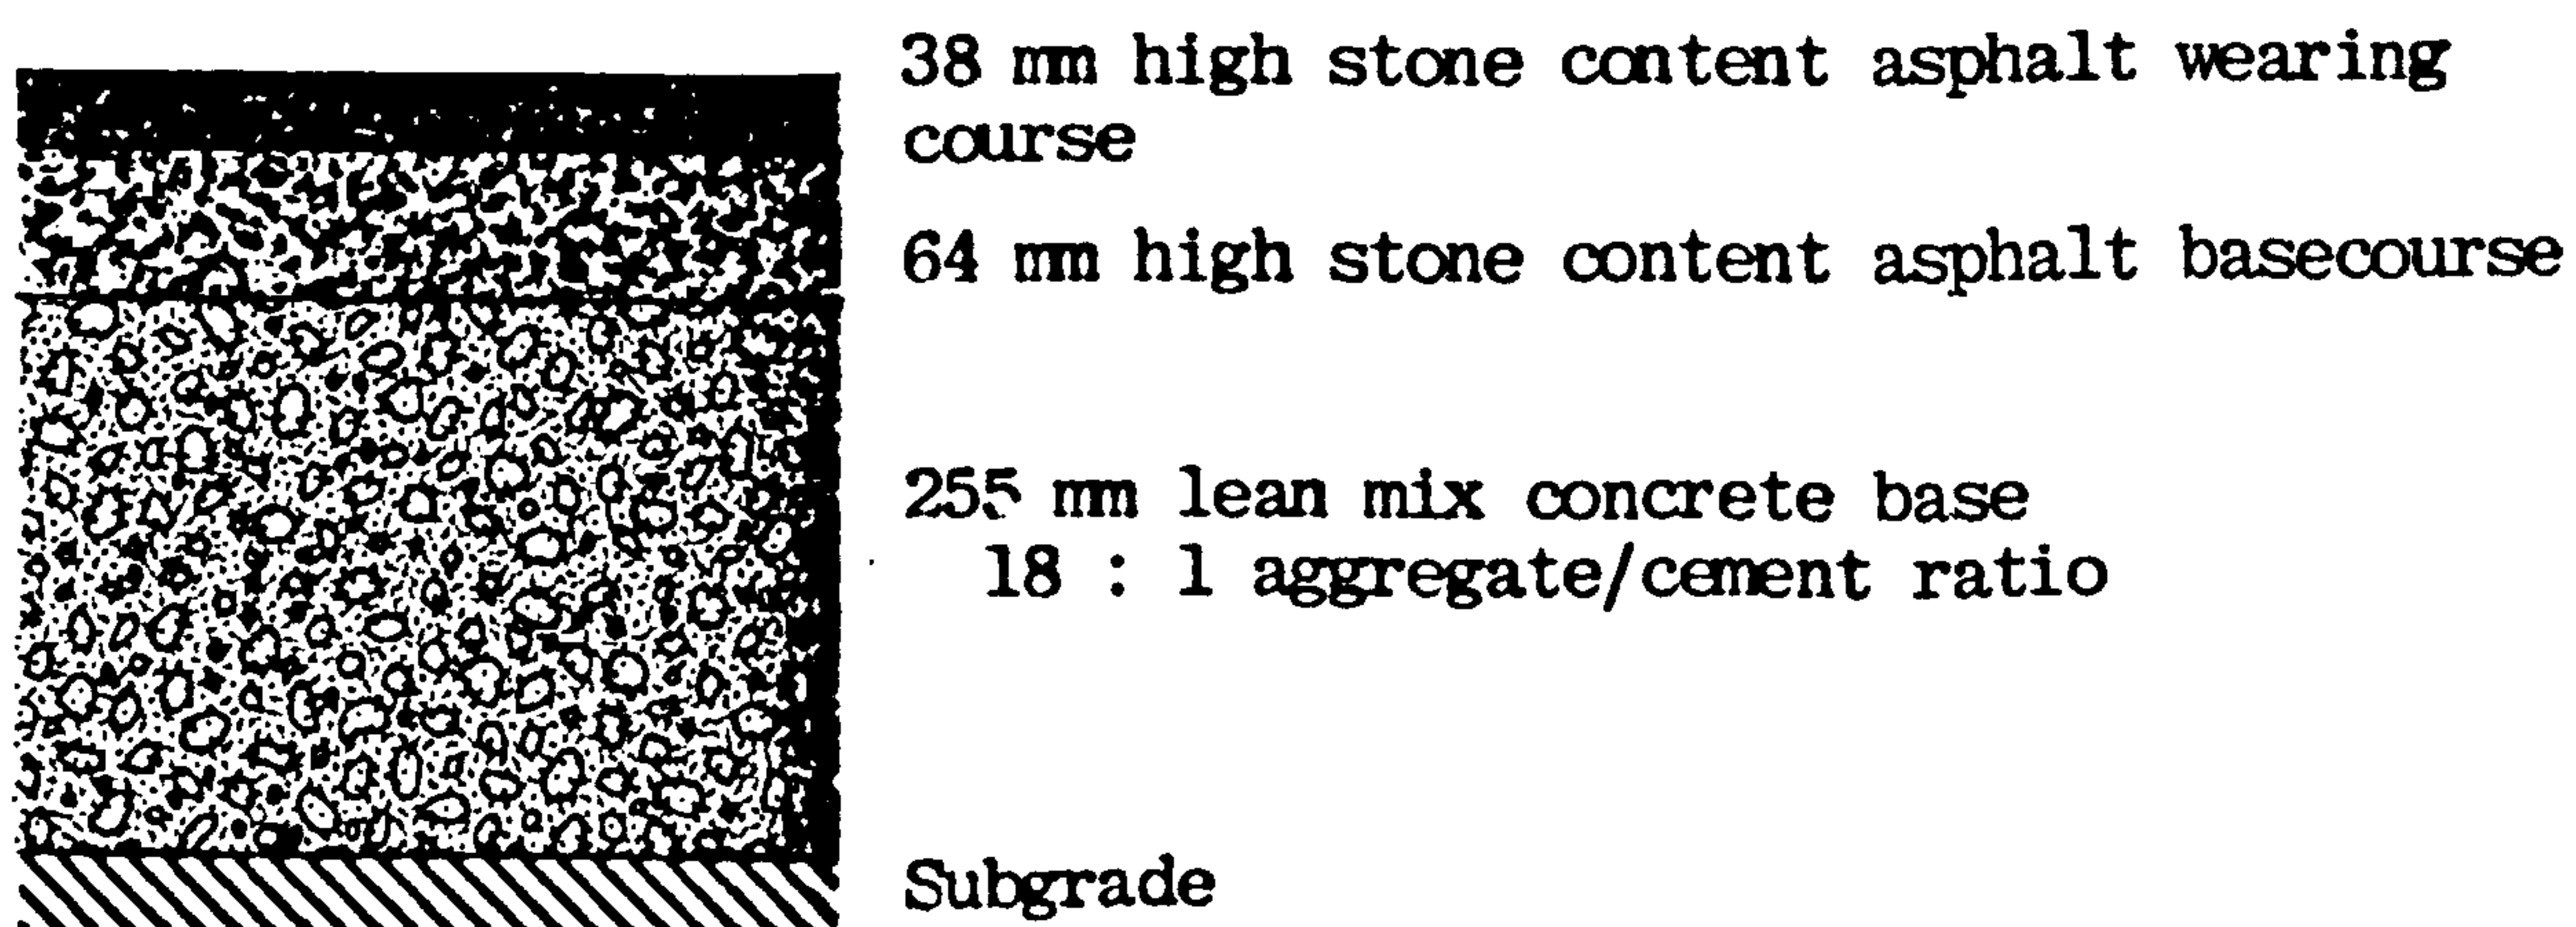 38 mm high stone content asphalt wearing
course
64 mm high stone content asphalt basecourse
255 mm lean mix concrete base
18 : 1 aggregate/cement ratio
Subgrade